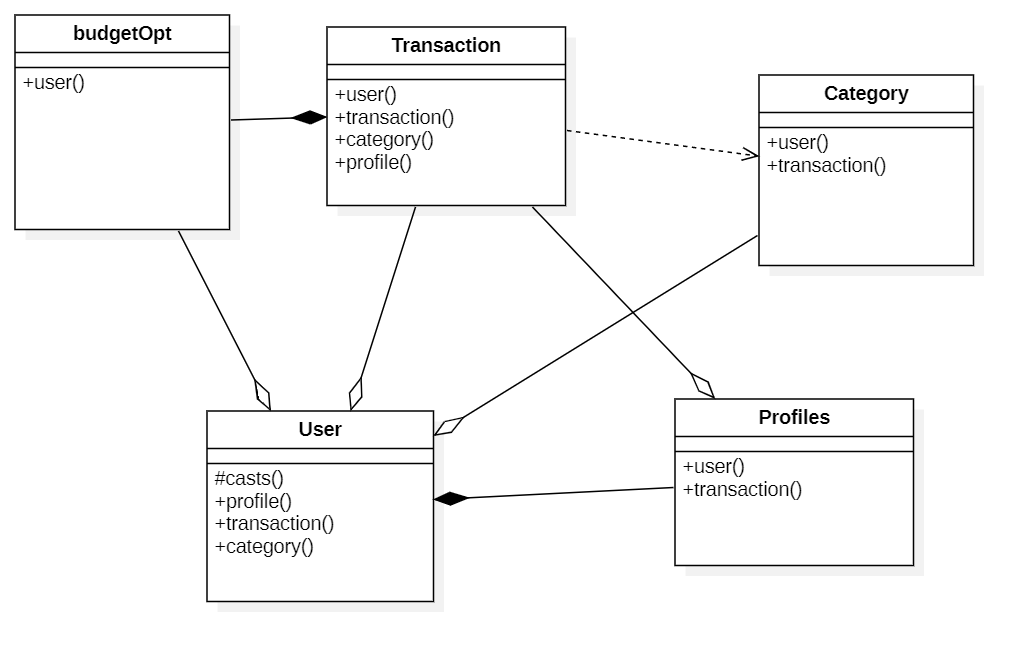 budgetOpt
+user()
Transaction
+user()
+transaction()
+category()
+profile()
Category
+user()
+transaction()
User
#casts()
+profile()
+transaction()
+category()
Profiles
+user()
+transaction()